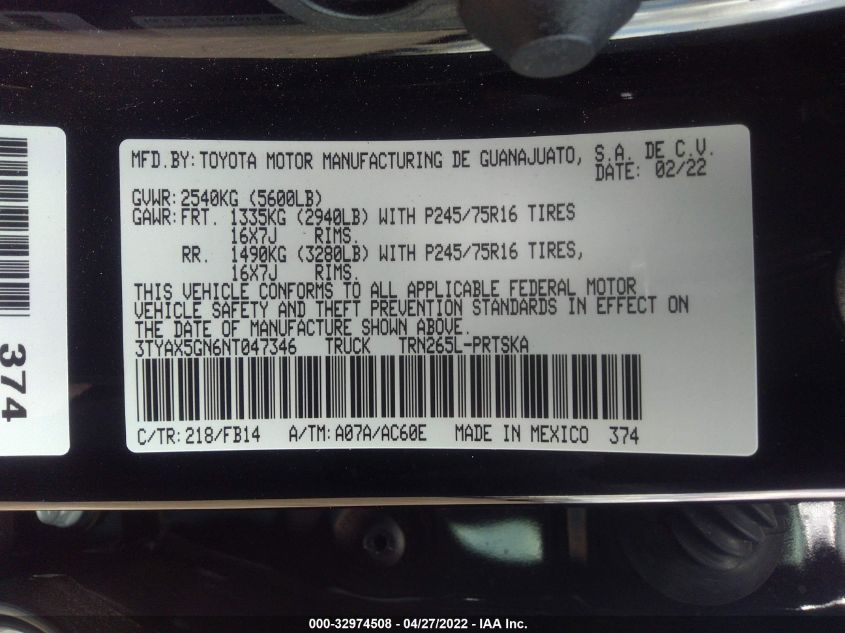 MFD.BY: TOYOTA MOTOR MANUFACTURING DE GUANAJUATO, S.A. DE C.V.
DATE: 02/22
GVWR: 2540KG (5600LB)
GAWR: FRT. 1335KG (2940LB) WITH P245/75R16 TIRES
16X7J RIMS.
RR. 1490KG (3280LB) WITH P245/75R16 TIRES,
16X7J RIMS.
THIS VEHICLE CONFORMS TO ALL APPLICABLE FEDERAL MOTOR
VEHICLE SAFETY AND THEFT PREVENTION STANDARDS IN EFFECT ON
THE DATE OF MANUFACTURE SHOWN ABOVE.
3TYAX5GN6NT047346 TRUCK TRN265L-PRTSKA
C/TR: 218/FB14 A/TM: A07A/AC60E MADE IN MEXICO 374
374
000-32974508 - 04/27/2022 - IAA Inc.